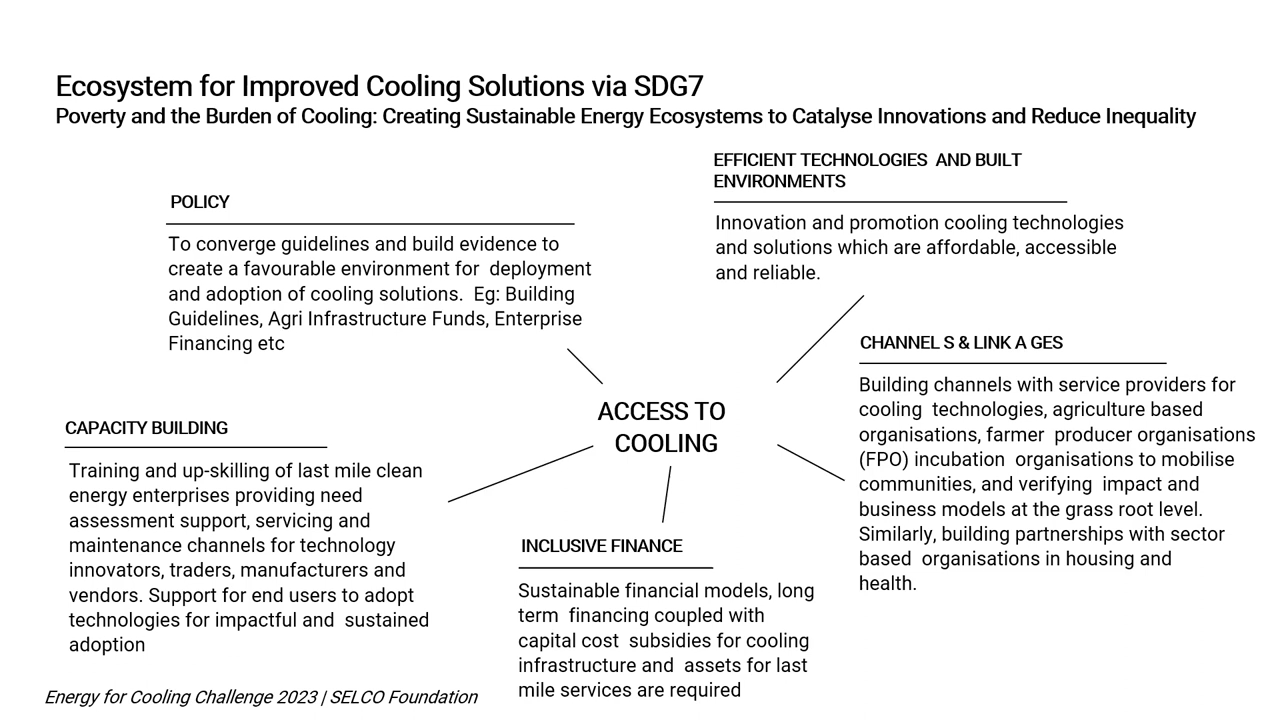 Ecosystem for Improved Cooling Solutions via SDG7
Poverty and the Burden of Cooling: Creating Sustainable Energy Ecosystems to Catalyse Innovations and Reduce Inequality
POLICY
To converge guidelines and build evidence to
create a favourable environment for  deployment
and adoption of cooling solutions.  Eg: Building
Guidelines, Agri Infrastructure Funds, Enterprise
Financing etc
EFFICIENT TECHNOLOGIES  AND BUILT
ENVIRONMENTS
Innovation and promotion cooling technologies
and solutions which are affordable, accessible
and reliable.
CHANNEL S & LINK A GES
Building channels with service providers for
cooling  technologies, agriculture based
organisations, farmer  producer organisations
(FPO) incubation  organisations to mobilise
communities, and verifying  impact and
business models at the grass root level.
Similarly, building partnerships with sector
based  organisations in housing and
health.
ACCESS TO
COOLING
CAPACITY BUILDING
Training and up-skilling of last mile clean
energy enterprises providing need
assessment support, servicing and
maintenance channels for technology
innovators, traders, manufacturers and
vendors. Support for end users to adopt
technologies for impactful and  sustained
adoption
INCLUSIVE FINANCE
Sustainable financial models, long
term  financing coupled with
capital cost  subsidies for cooling
infrastructure and  assets for last
mile services are required
Energy for Cooling Challenge 2023 | SELCO Foundation